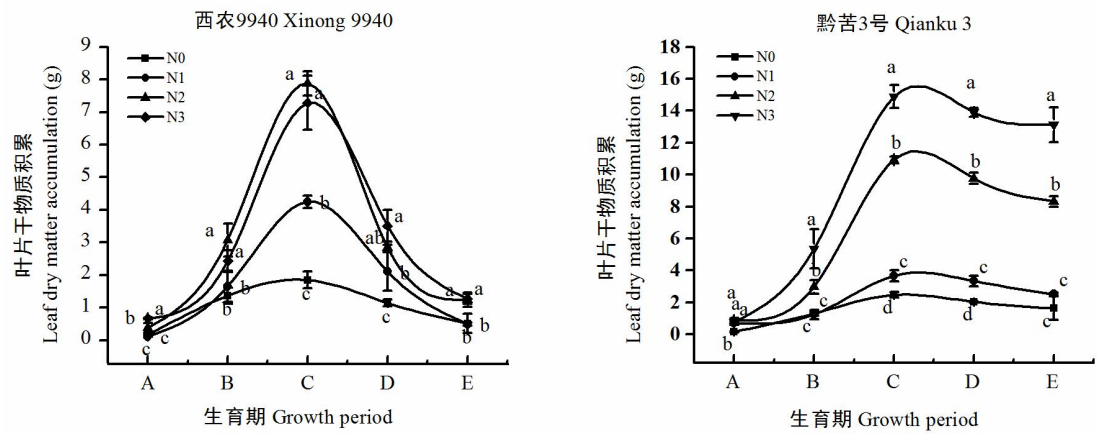 西农9940 Xinong 9940
叶片干物质积累
Leaf dry matter accumulation (g)
9
8
7
6
5
4
3
2
1
0
N0
N1
N2
N3
b
a
c
c
a
a
b
b
a
a
b
c
a
ab
b
c
a
a
b
b
A B C D E
生育期 Growth period
黔苦3号 Qianku 3
叶片干物质积累
Leaf dry matter accumulation (g)
18
16
14
12
10
8
6
4
2
0
N0
N1
N2
N3
a
a
b
a
b
c
c
a
b
c
d
a
b
c
d
a
b
c
c
A B C D E
生育期 Growth period